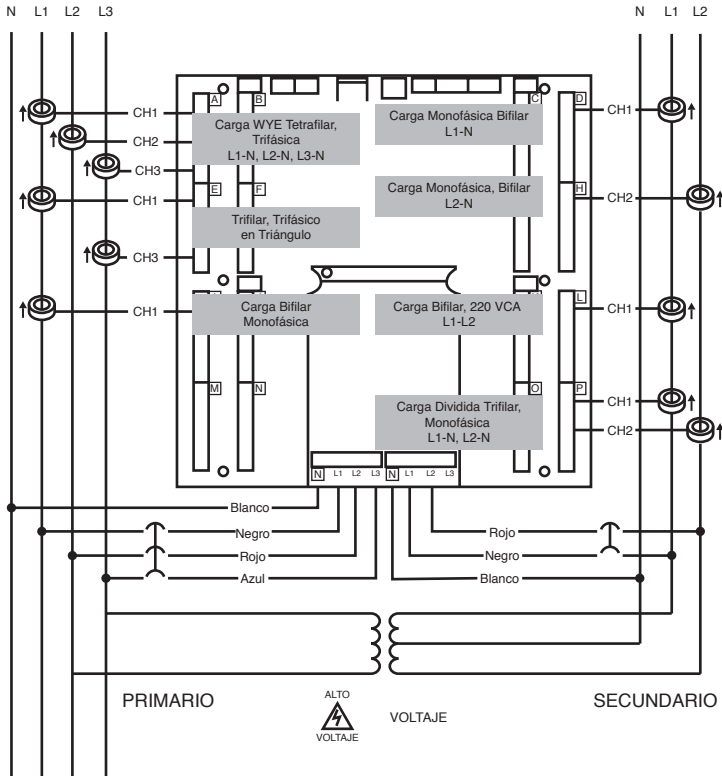 N L1 L2 L3
N L1 L2
A
B
C
D
CH1
CH2
CH3
Carga WYE Tetrafilar,
Trifásica
L1-N, L2-N, L3-N
Carga Monofásica Bifilar
L1-N
CH1
E
F
H
CH1
CH3
Trifilar, Trifásico
en Triángulo
Carga Monofásica, Bifilar
L2-N
CH2
CH1
Carga Bifilar
Monofásica
Carga Bifilar, 220 VCA
L1-L2
L
CH1
M
N
O
P
Carga Dividida Trifilar,
Monofásica
L1-N, L2-N
CH1
CH2
N L1 L2 L3 N L1 L2 L3
Blanco
Negro
Rojo
Azul
Rojo
Negro
Blanco
PRIMARIO
ALTO
VOLTAJE
VOLTAJE
SECUNDARIO